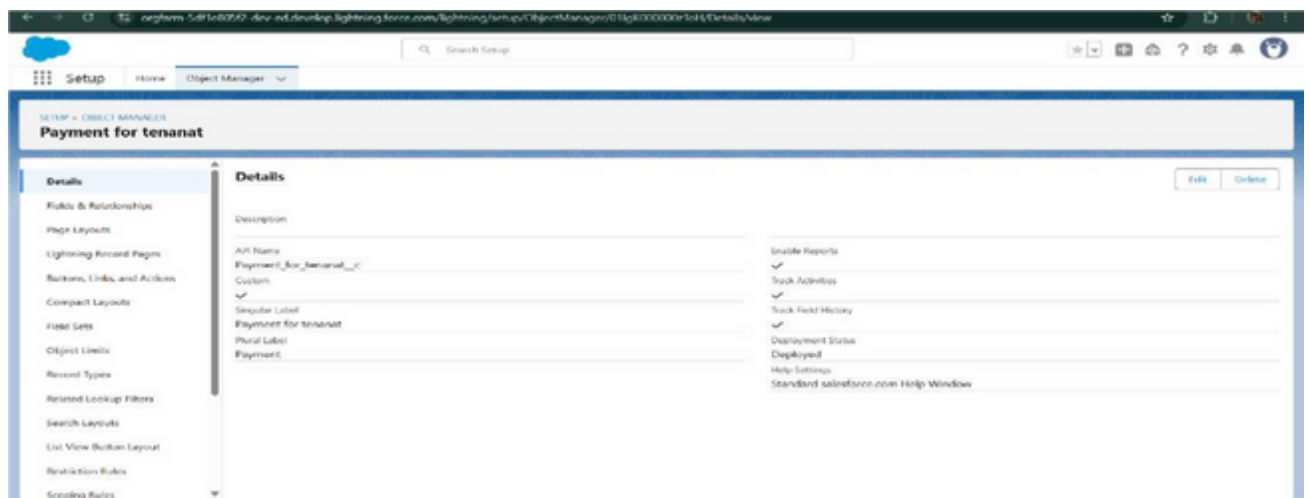 Search Setup
Setup
Home
Object Manager
SETUP > OBJECT MANAGER
Payment for tenanat
Details
Fields & Relationships
Page Layouts
Lightning Record Pages
Buttons, Links, and Actions
Compact Layouts
Field Sets
Object Limits
Record Types
Related Lookup Filters
Search Layouts
List View Button Layout
Restriction Rules
Scoping Rules
Details
Edit
Delete
Description
API Name
Payment_for_tenanat__c
Custom
Singular Label
Payment for tenanat
Plural Label
Payment
Enable Reports
Track Activities
Track Field History
Deployment Status
Deployed
Help Settings
Standard salesforce.com Help Window